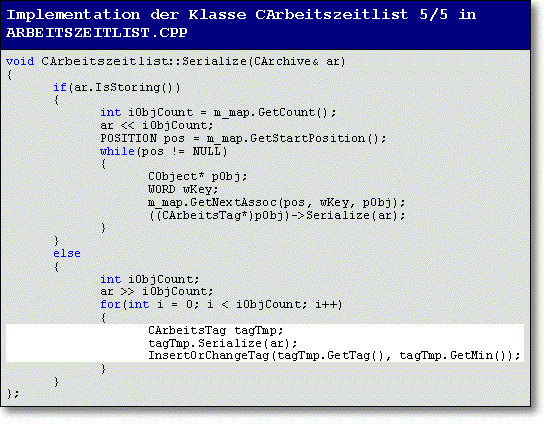 Implementation der Klasse CArbeitszeitlist 5/5 in
ARBEITSZEITLIST.CPP
void CArbeitszeitlist::Serialize(CArchive& ar)
{
if(ar.IsStoring())
{
int iObjCount = m_map.GetCount();
ar << iObjCount;
POSITION pos = m_map.GetStartPosition();
while(pos != NULL)
{
CObject* pObj;
WORD wKey;
m_map.GetNextAssoc(pos, wKey, pObj);
((CArbeitsTag*)pObj)->Serialize(ar);
}
}
else
{
int iObjCount;
ar >> iObjCount;
for(int i = 0; i < iObjCount; i++)
{
CArbeitsTag tagTmp;
tagTmp.Serialize(ar);
InsertOrChangeTag(tagTmp.GetTag(), tagTmp.GetMin());
}
}
};